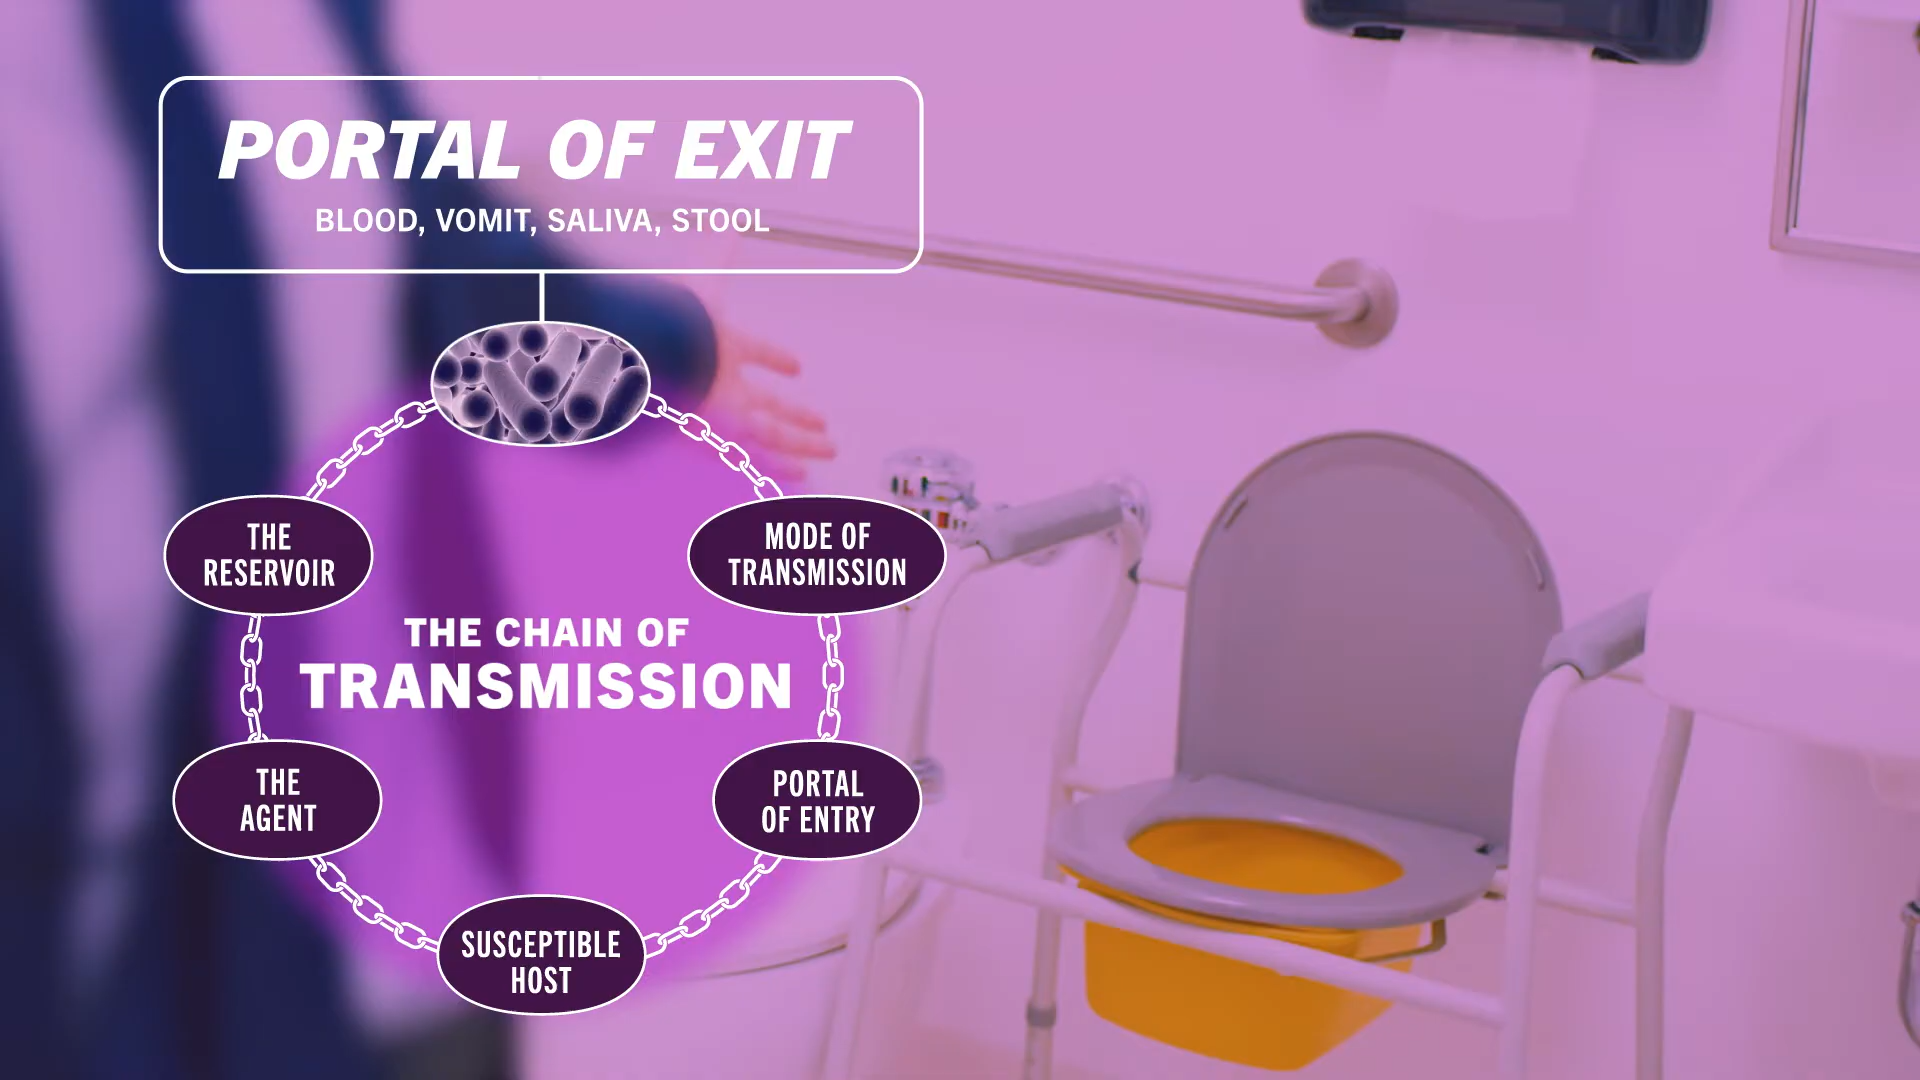 PORTAL OF EXIT
BLOOD, VOMIT, SALIVA, STOOL
THE
RESERVOIR
MODE OF
TRANSMISSION
THE CHAIN OF
TRANSMISSION
THE
AGENT
PORTAL
OF ENTRY
SUSCEPTIBLE
HOST